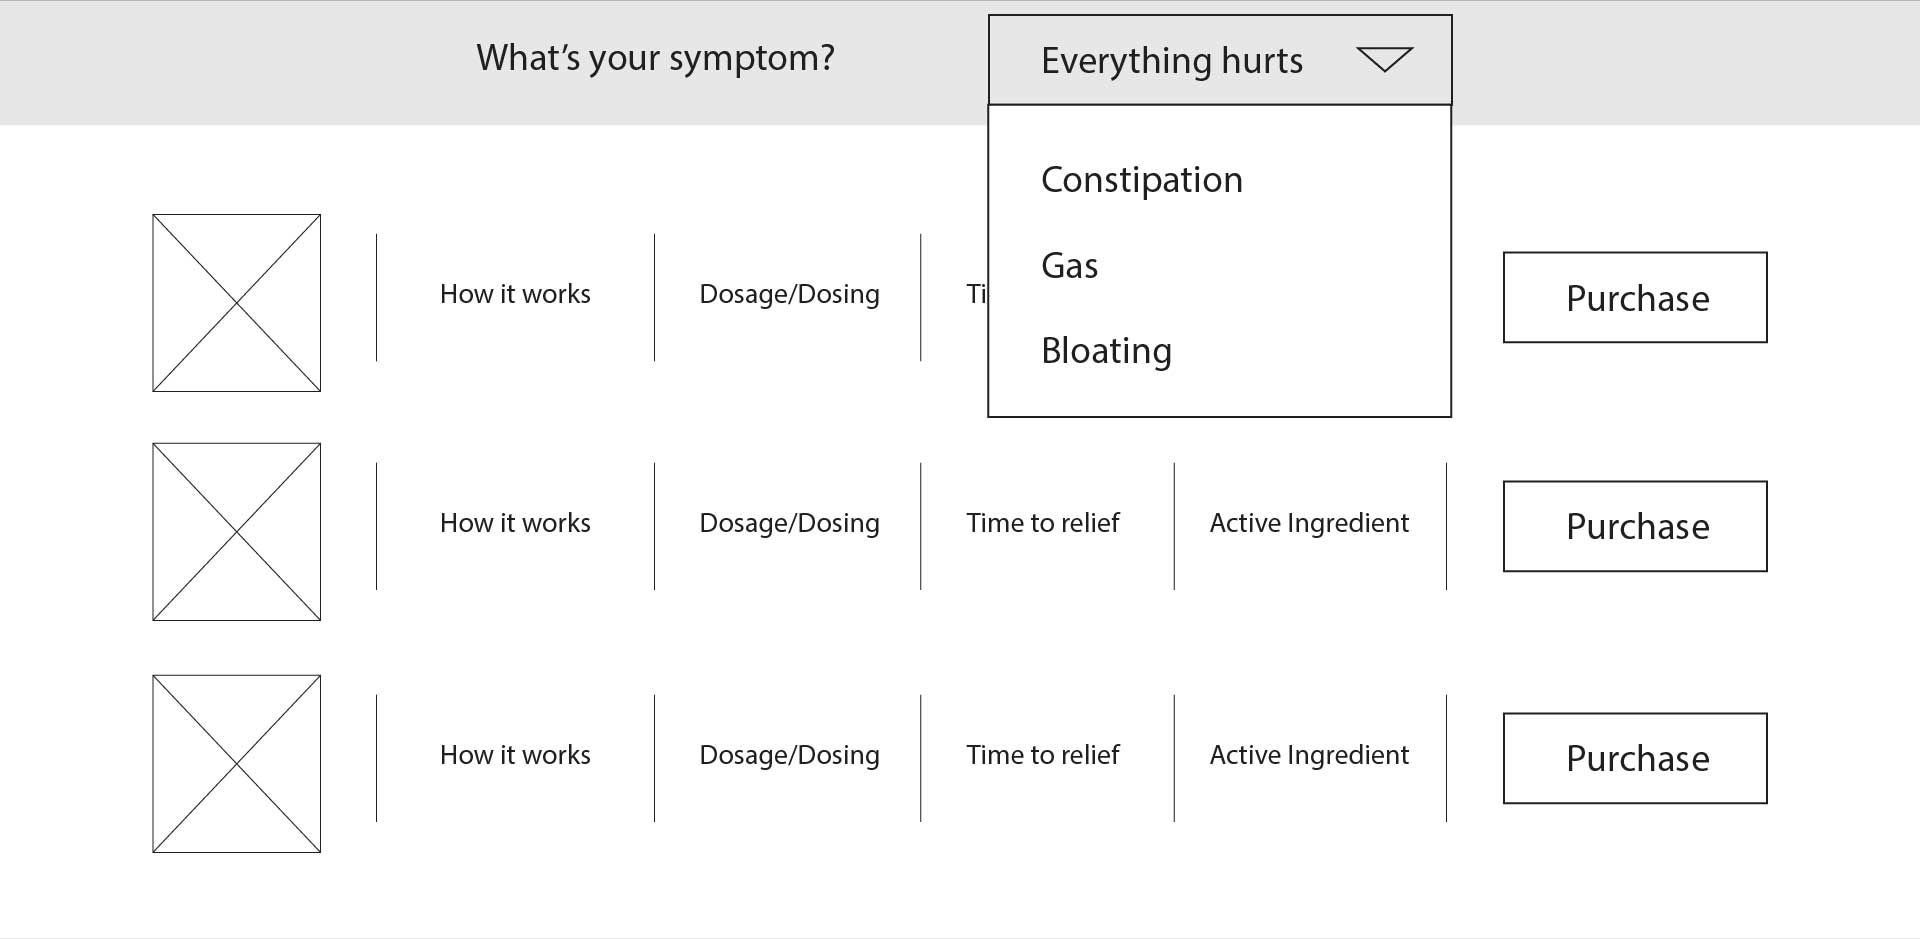 What's your symptom?
Everything hurts
Constipation
Gas
Bloating
How it works
Dosage/Dosing
Ti
Purchase
How it works
Dosage/Dosing
Time to relief
Active Ingredient
Purchase
How it works
Dosage/Dosing
Time to relief
Active Ingredient
Purchase